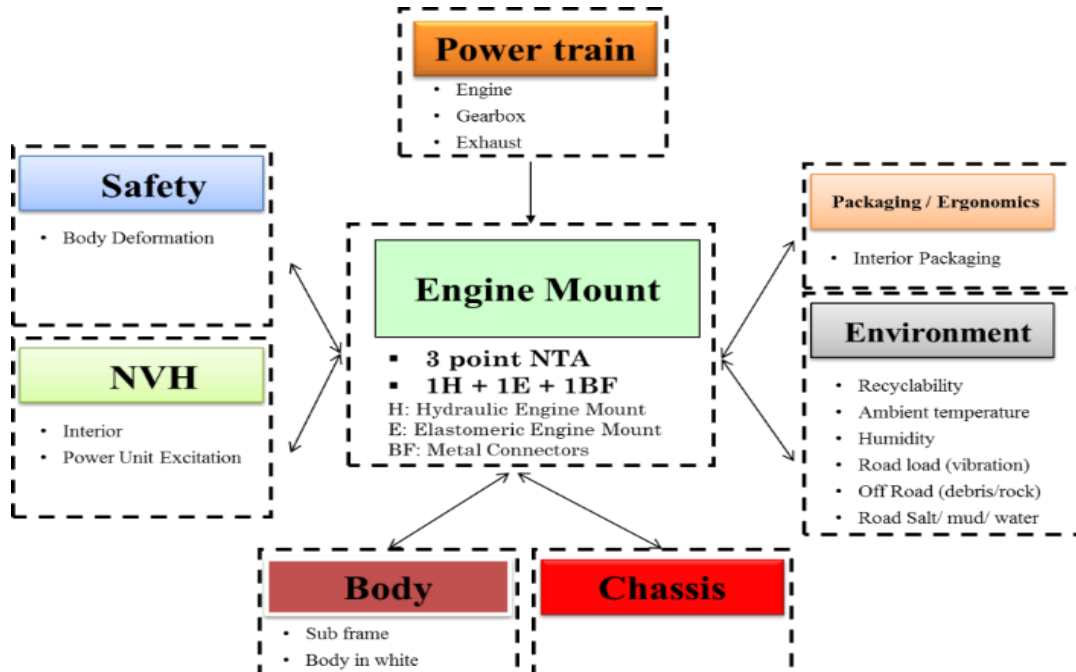 Power train
• Engine
• Gearbox
• Exhaust
Safety
• Body Deformation
Packaging / Ergonomics
• Interior Packaging
Engine Mount
▪ 3 point NTA
▪ 1H + 1E + 1BF
H: Hydraulic Engine Mount
E: Elastomeric Engine Mount
BF: Metal Connectors
NVH
• Interior
• Power Unit Excitation
Environment
• Recyclability
• Ambient temperature
• Humidity
• Road load (vibration)
• Off Road (debris/rock)
• Road Salt/ mud/ water
Body
• Sub frame
• Body in white
Chassis